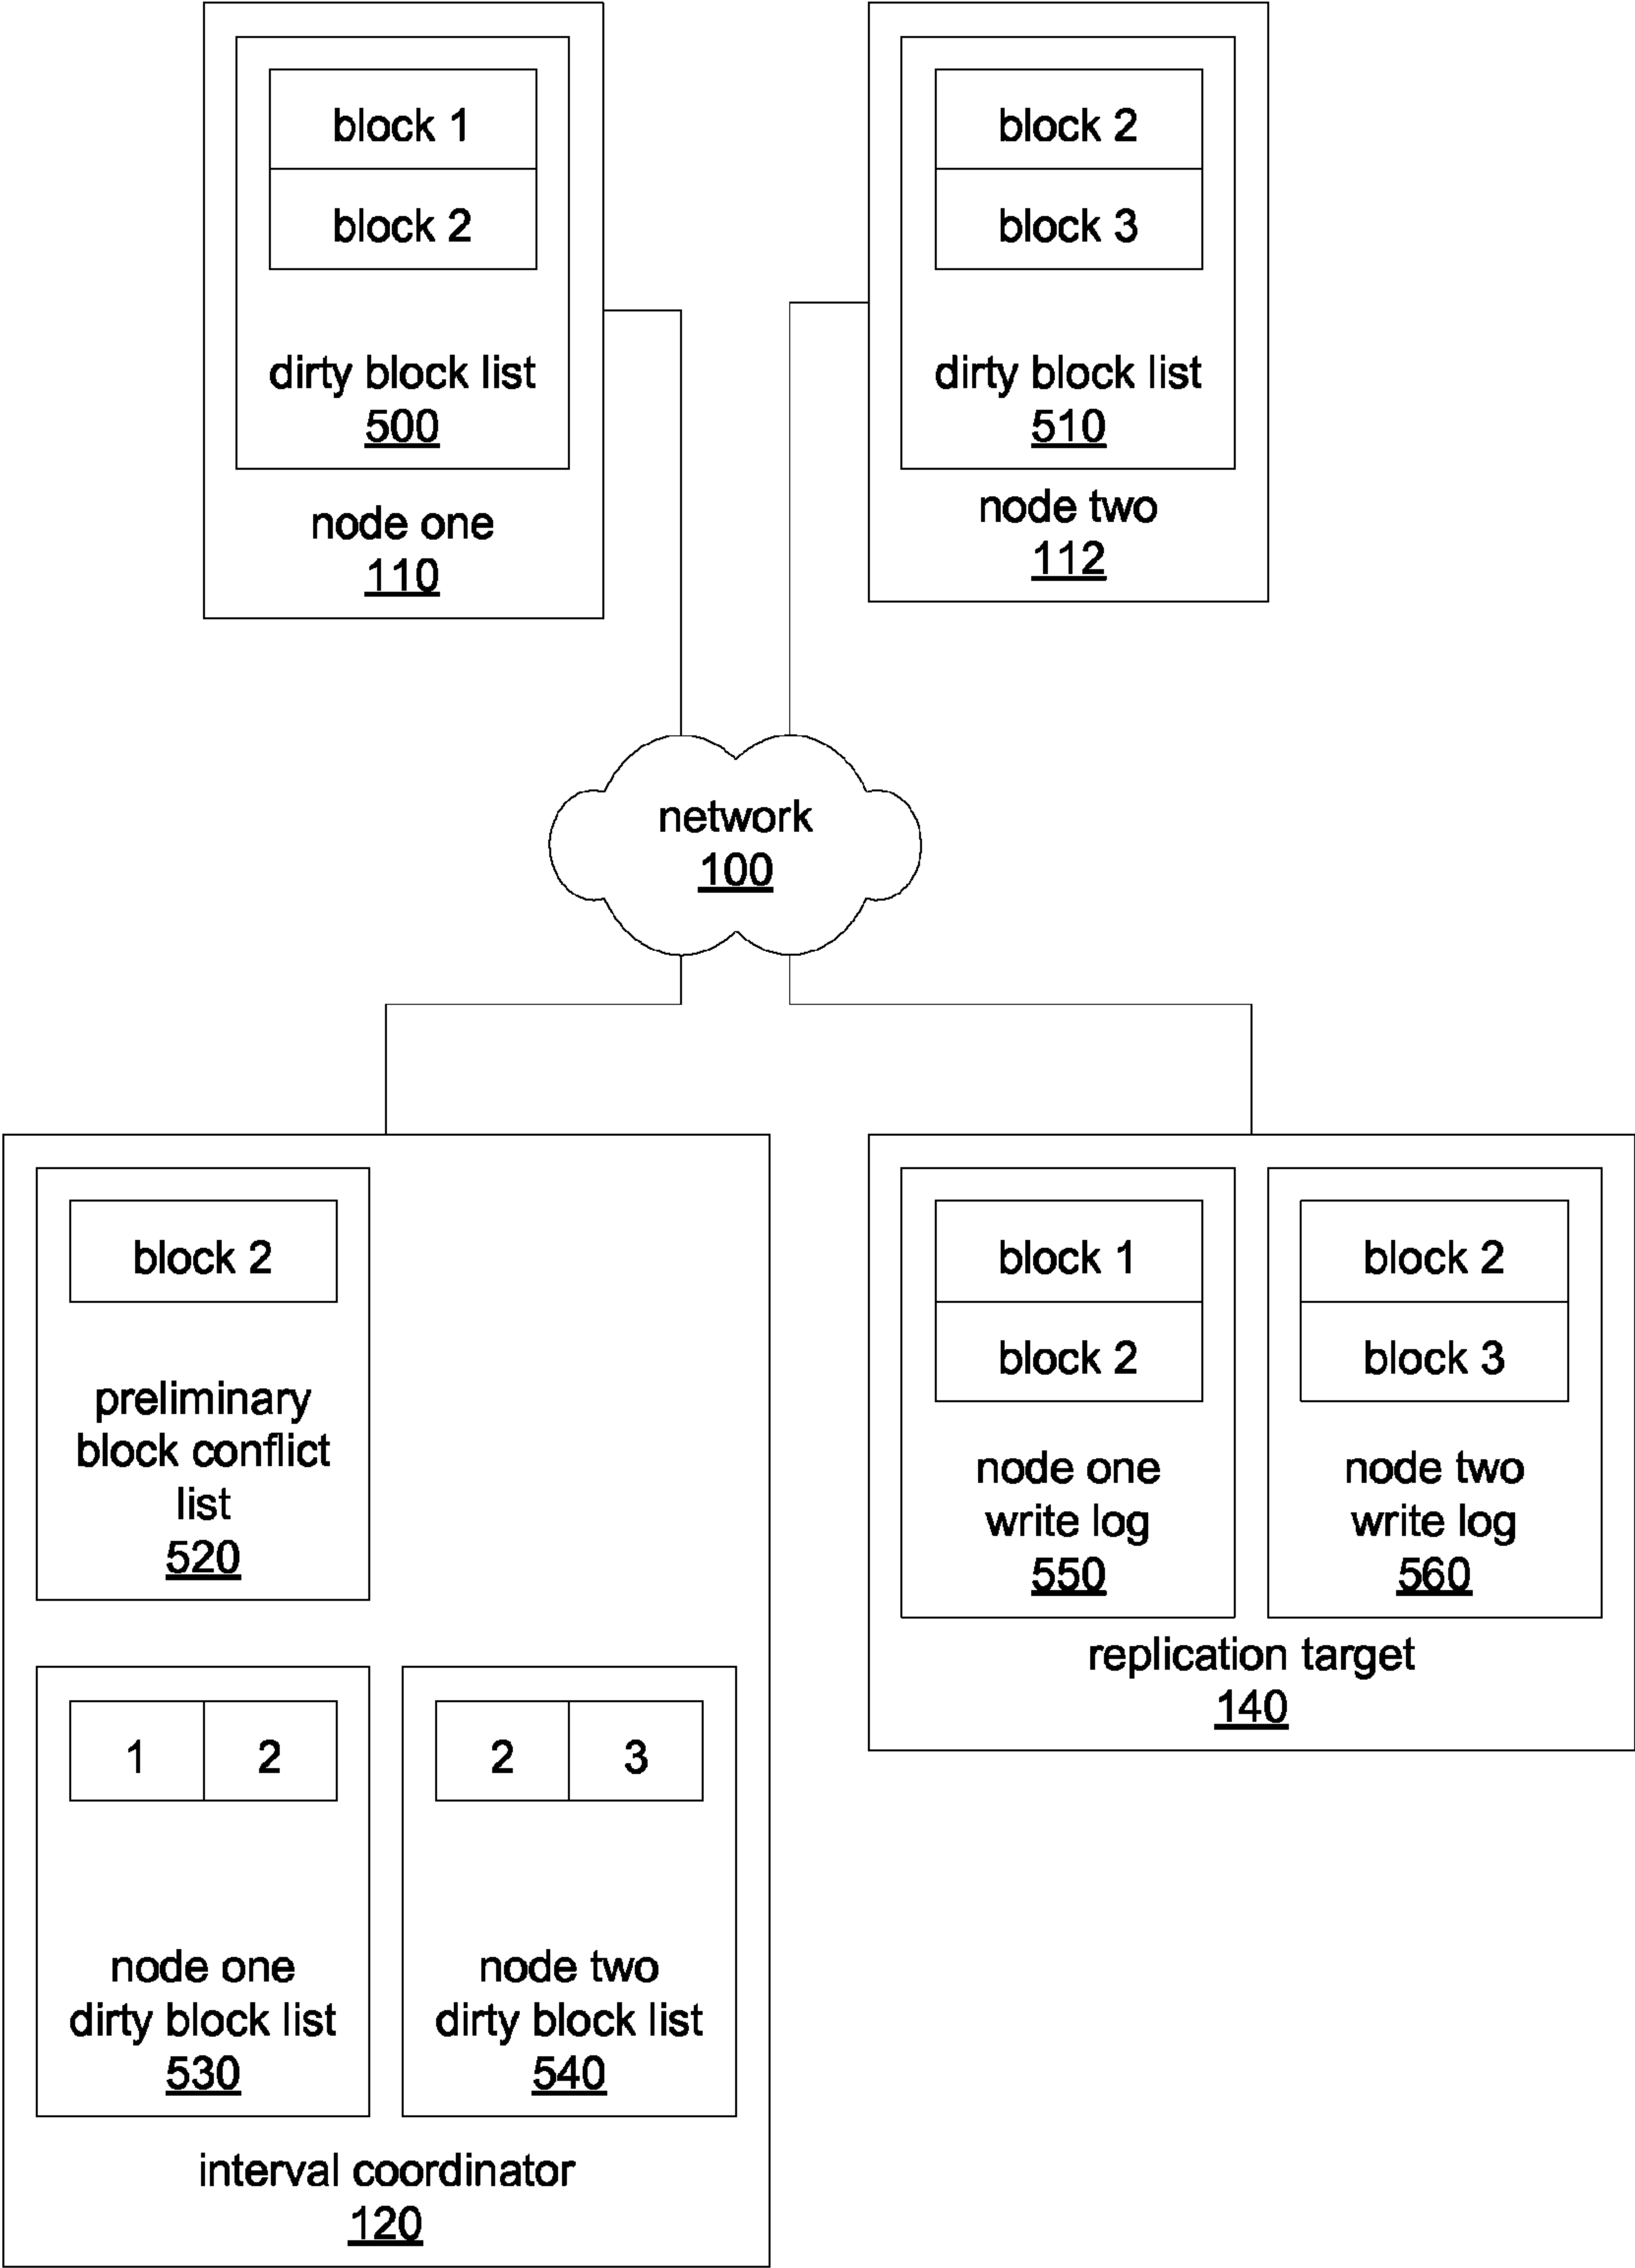 block 1
block 2
dirty block list
500
node one
110
block 2
block 3
dirty block list
510
node two
112
network
100
block 2
preliminary
block conflict
list
520
1
2
node one
dirty block list
530
2
3
node two
dirty block list
540
interval coordinator
120
block 1
block 2
node one
write log
550
block 2
block 3
node two
write log
560
replication target
140